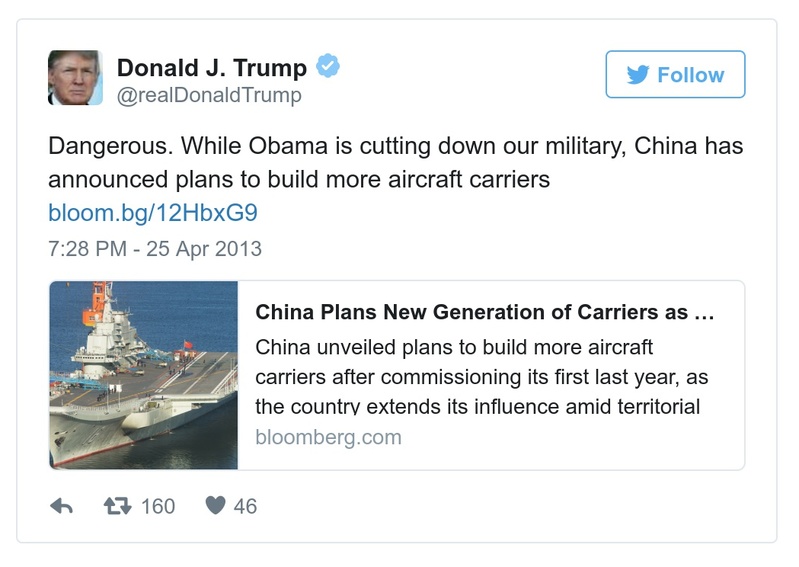 Donald J. Trump
@realDonaldTrump
Follow
Dangerous. While Obama is cutting down our military, China has
announced plans to build more aircraft carriers
bloom.bg/12HbxG9
7:28 PM - 25 Apr 2013
China Plans New Generation of Carriers as ...
China unveiled plans to build more aircraft
carriers after commissioning its first last year, as
the country extends its influence amid territorial
bloomberg.com
160
46